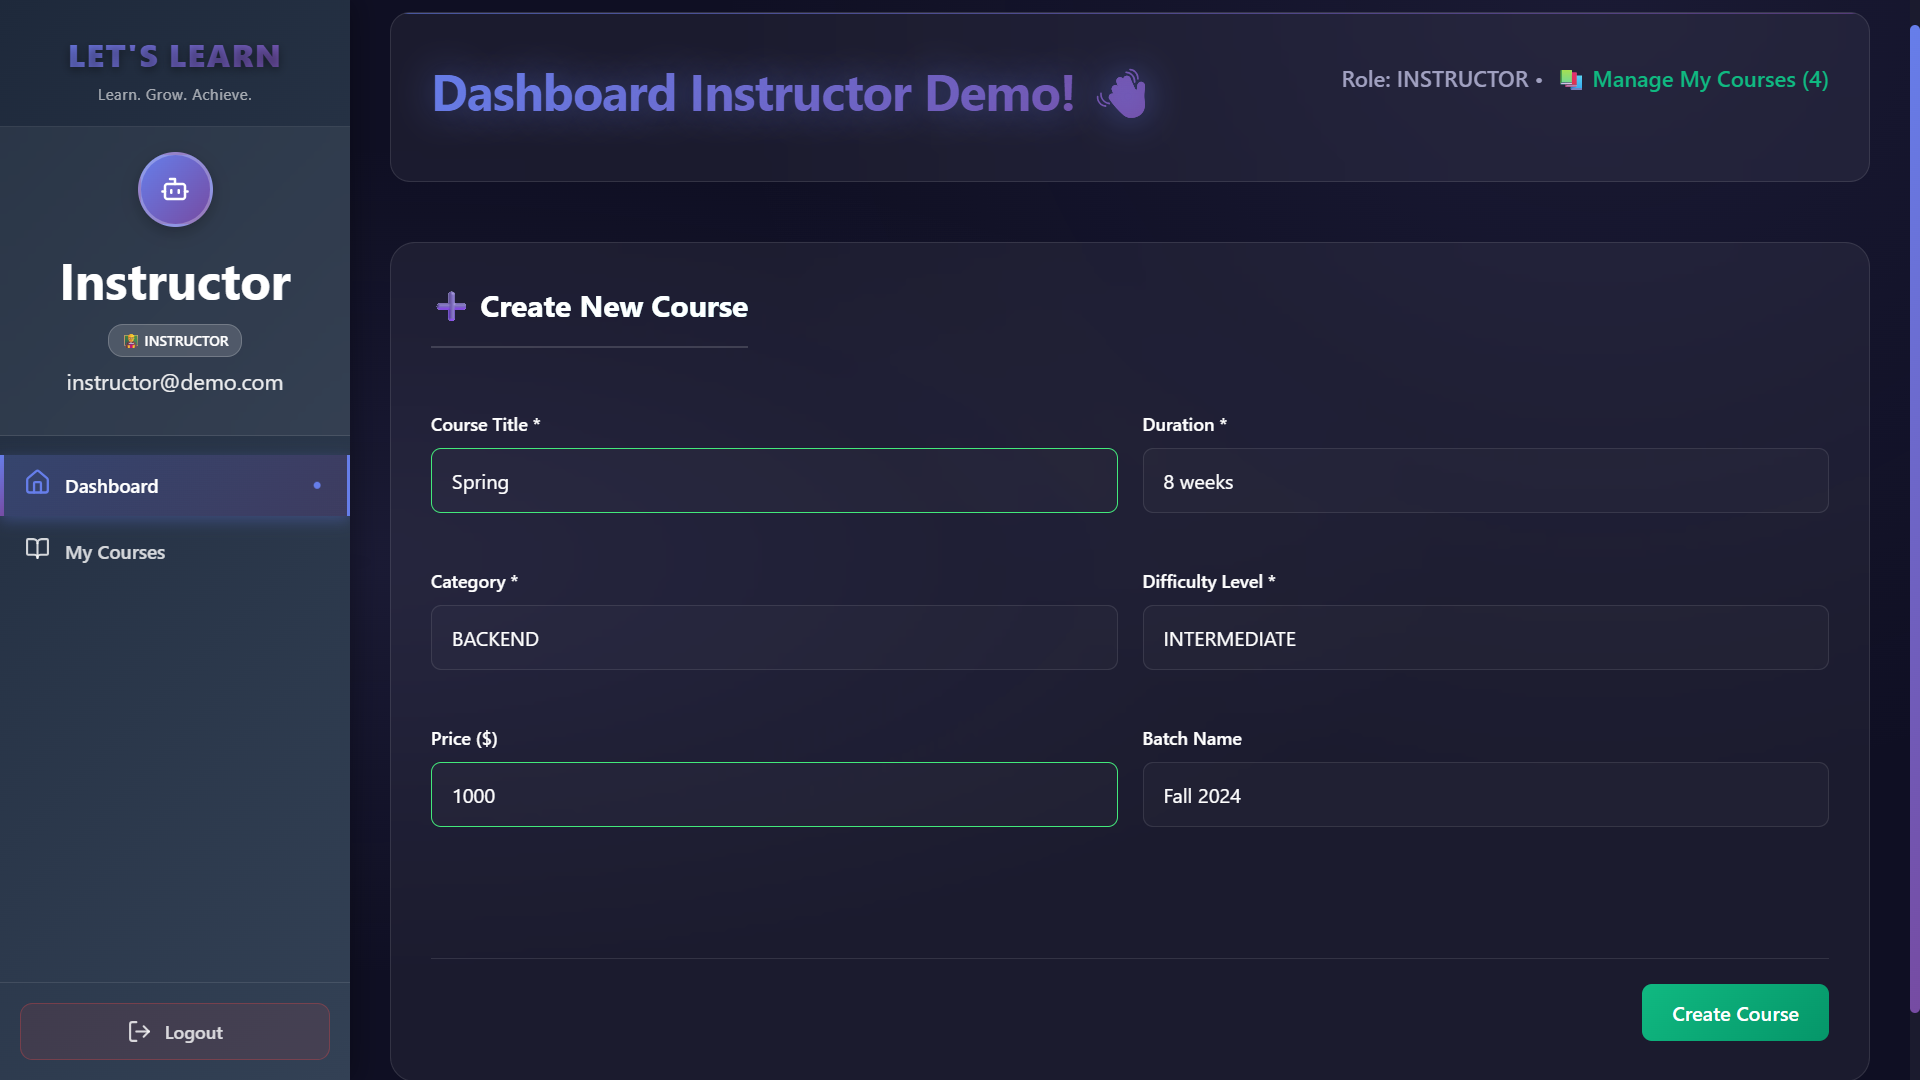 LET'S LEARN
Learn. Grow. Achieve.
Instructor
INSTRUCTOR
instructor@demo.com
Dashboard
My Courses
Logout
Dashboard Instructor Demo!
Role: INSTRUCTOR • Manage My Courses (4)
Create New Course
Course Title *
Spring
Duration *
8 weeks
Category *
BACKEND
Difficulty Level *
INTERMEDIATE
Price ($)
1000
Batch Name
Fall 2024
Create Course